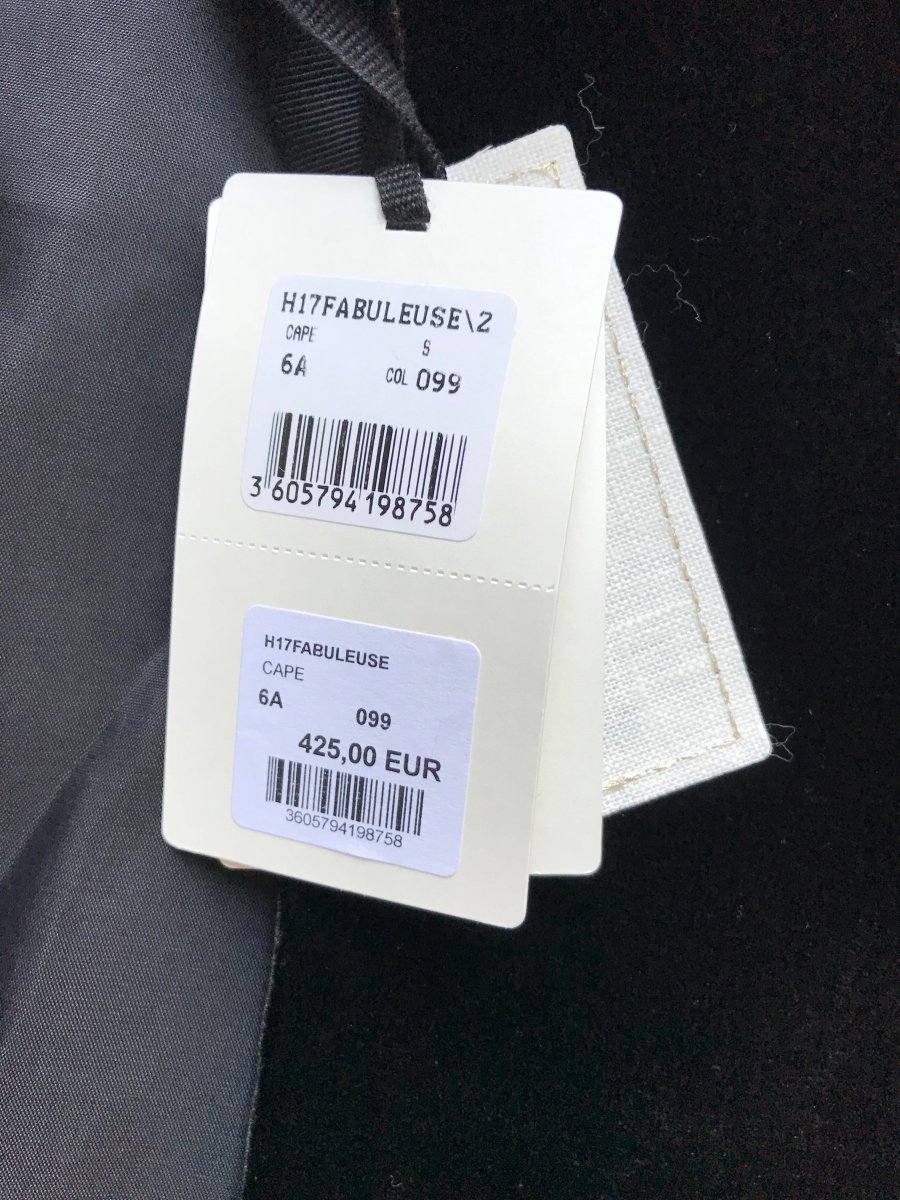 H17FABULEUSE\2
CAPE
S
6A
COL 099
3 605794 198758
H17FABULEUSE
CAPE
6A
099
425,00 EUR
3605794198758